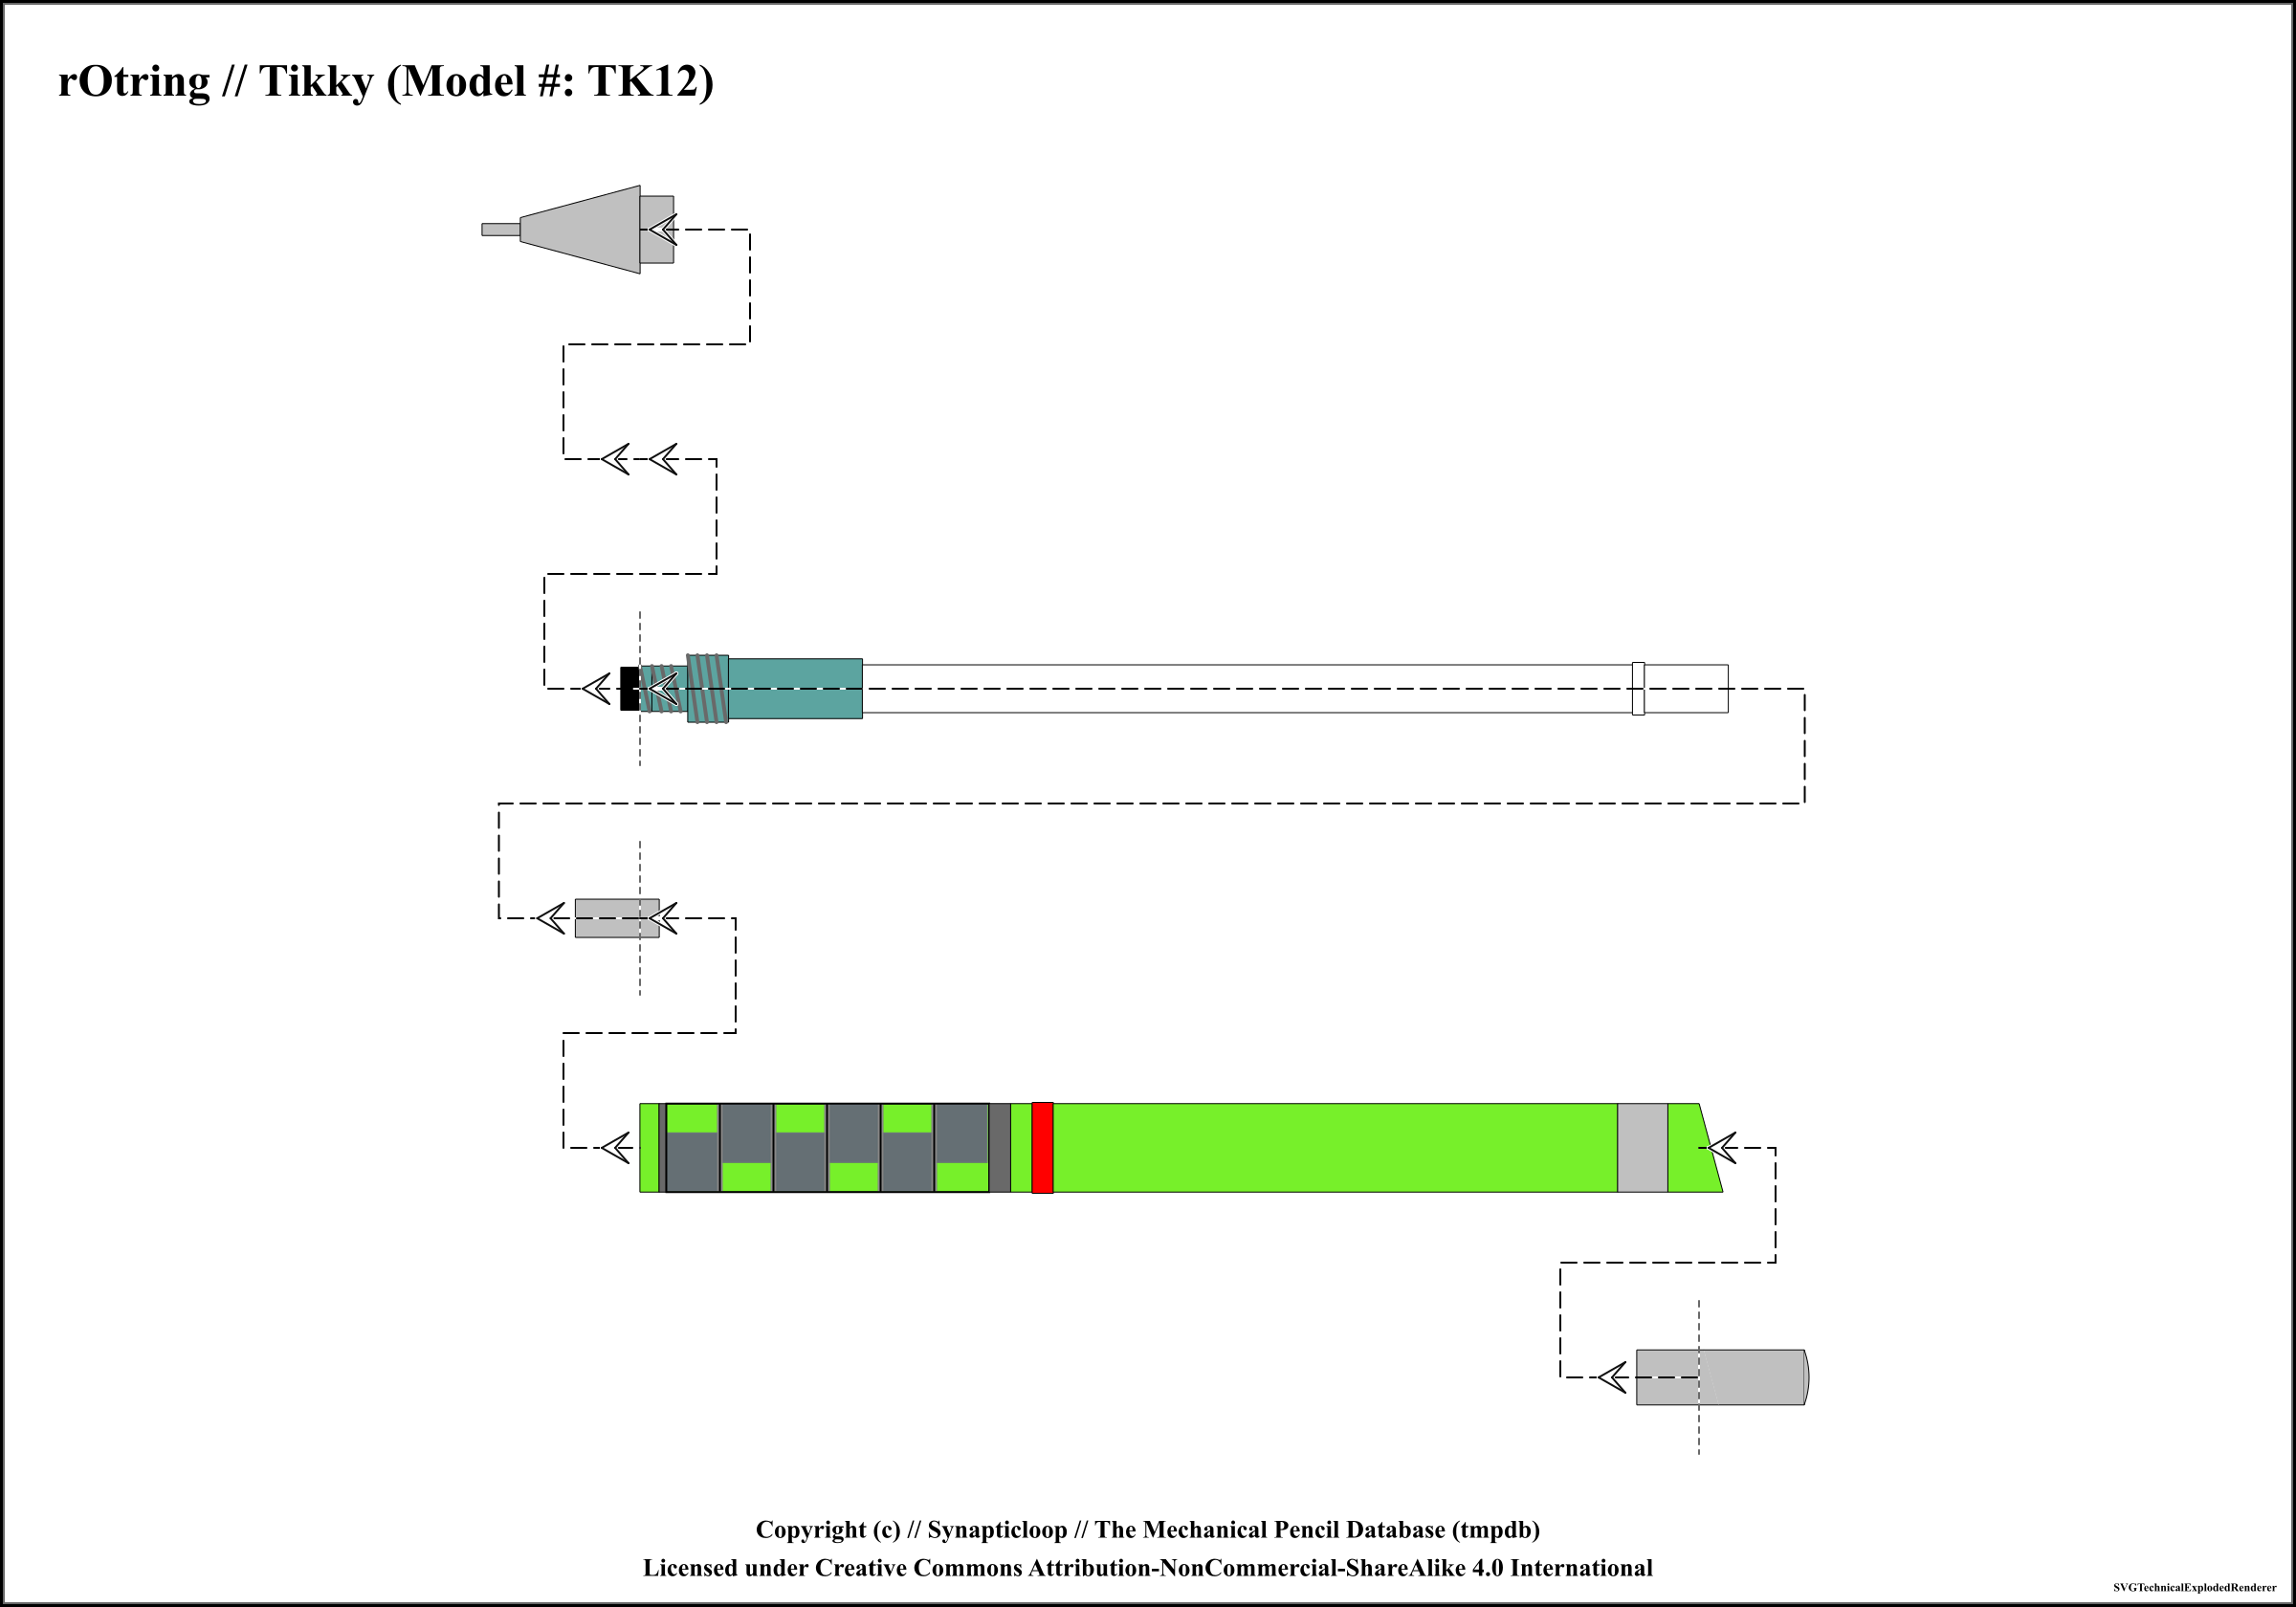 rOtring // Tikky (Model #: TK12)
Copyright (c) // Synapticloop // The Mechanical Pencil Database (tmpdb)
Licensed under Creative Commons Attribution-NonCommercial-ShareAlike 4.0 International
SVGTechnicalExplodedRenderer